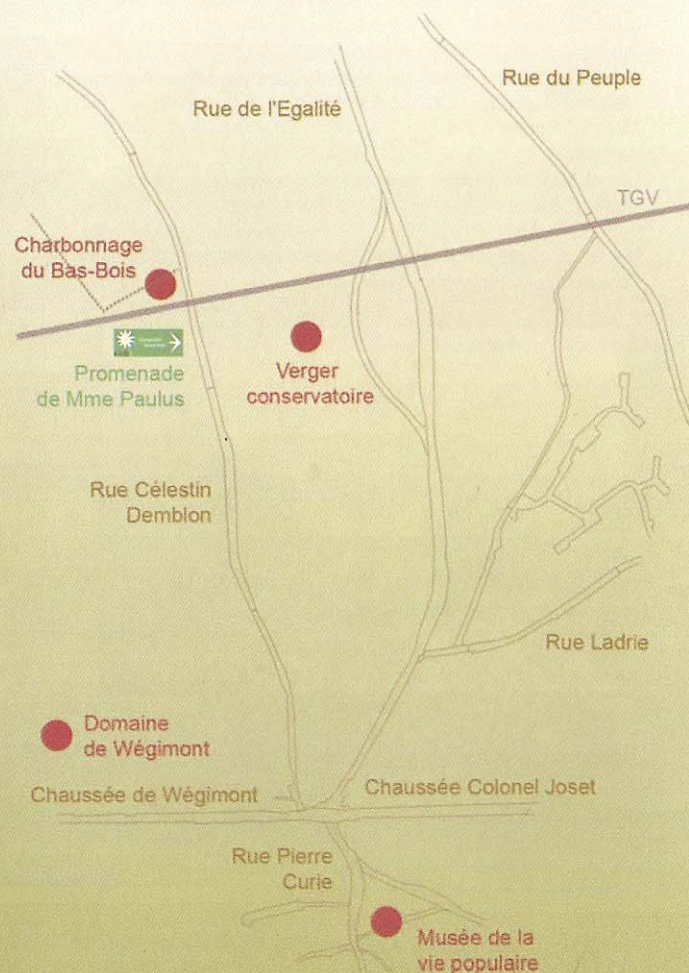 Rue du Peuple
Rue de l'Egalité
TGV
Charbonnage
du Bas-Bois
Promenade
de Mme Paulus
Verger
conservatoire
Rue Célestin
Demblon
Rue Ladrie
Domaine
de Wégimont
Chaussée de Wégimont
Chaussée Colonel Joset
Rue Pierre
Curie
Musée de la
vie populaire